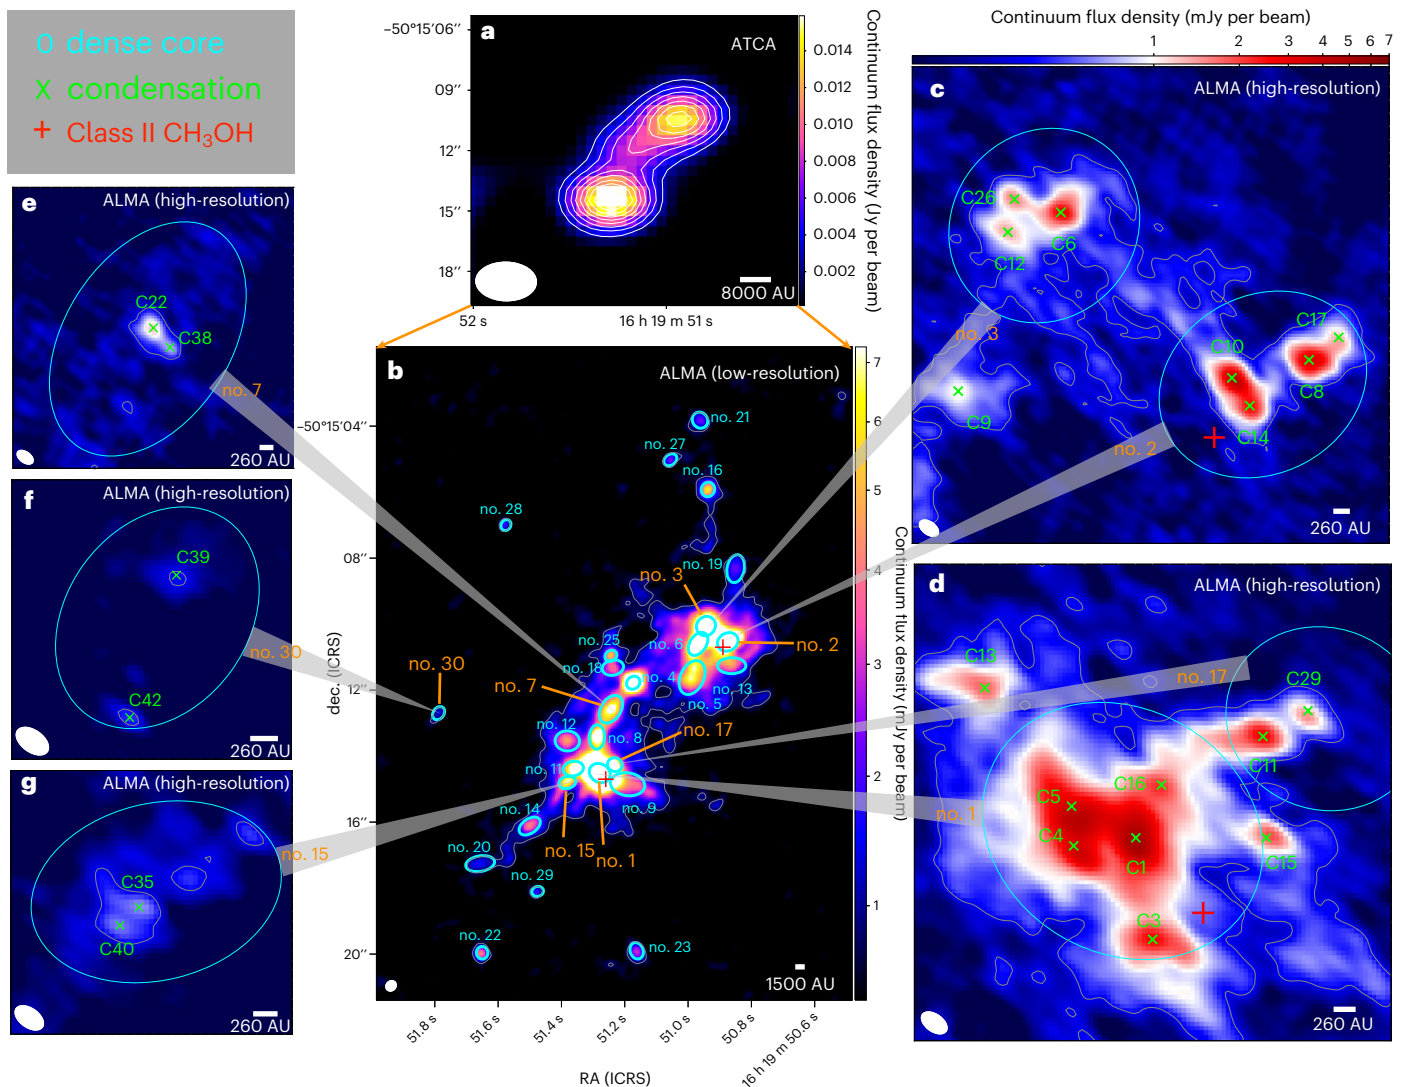 0 dense core
x condensation
+ Class II CH₃OH
a
ATCA
−50°15′06′′
09′′
12′′
15′′
18′′
52 s
16 h 19 m 51 s
8000 AU
0.014
0.012
0.010
0.008
0.006
0.004
0.002
Continuum flux density (Jy per beam)
b
ALMA (low-resolution)
−50°15′04′′
08′′
12′′
16′′
20′′
dec. (ICRS)
51.8 s
51.6 s
51.4 s
51.2 s
51.0 s
50.8 s
16 h 19 m 50.6 s
RA (ICRS)
no. 21
no. 27
no. 16
no. 28
no. 19
no. 3
no. 6
no. 2
no. 25
no. 18
no. 4
no. 13
no. 5
no. 30
no. 7
no. 12
no. 8
no. 17
no. 11
no. 9
no. 14
no. 15
no. 1
no. 20
no. 29
no. 22
no. 23
1500 AU
7
6
5
4
3
2
1
Continuum flux density (mJy per beam)
Continuum flux density (mJy per beam)
1
2
3
4
5
6
7
c
ALMA (high-resolution)
C26
C6
C12
no. 3
C17
C10
C8
C9
C14
no. 2
260 AU
d
ALMA (high-resolution)
C13
no. 17
C29
C11
C16
C5
C4
C1
C15
no. 1
C3
260 AU
e
ALMA (high-resolution)
C22
C38
no. 7
260 AU
f
ALMA (high-resolution)
C39
no. 30
C42
260 AU
g
ALMA (high-resolution)
C35
no. 15
C40
260 AU